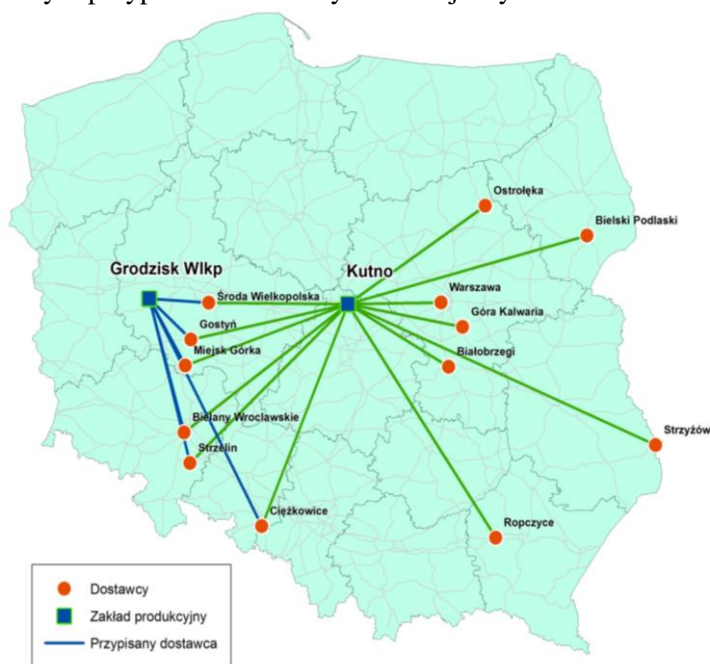 Ostrołęka
Bielski Podlaski
Grodzisk Wlkp
Kutno
Środa Wielkopolska
Warszawa
Gostyń
Góra Kalwaria
Miejsk Górka
Białobrzegi
Bielany Wroclawskie
Strzelin
Strzyżów
Ciężkowice
Ropczyce
Dostawcy
Zakład produkcyjny
Przypisany dostawca